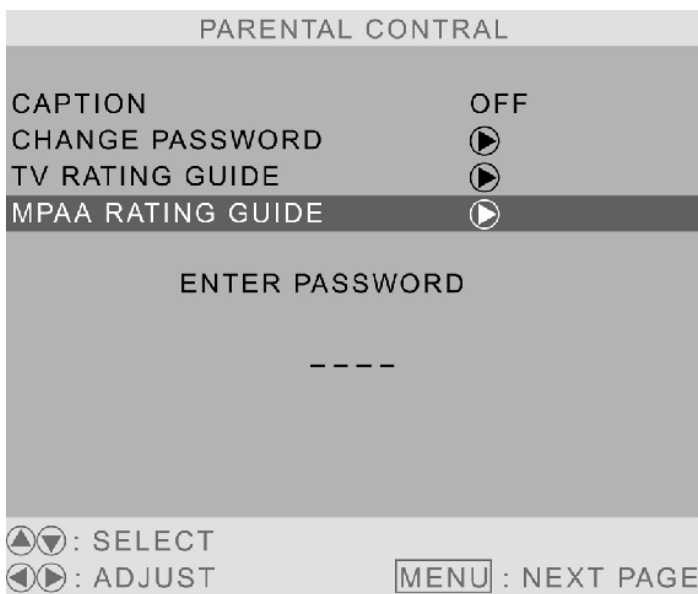 PARENTAL CONTRAL
CAPTION OFF
CHANGE PASSWORD
TV RATING GUIDE
MPAA RATING GUIDE
ENTER PASSWORD
– – – –
: SELECT
: ADJUST MENU : NEXT PAGE